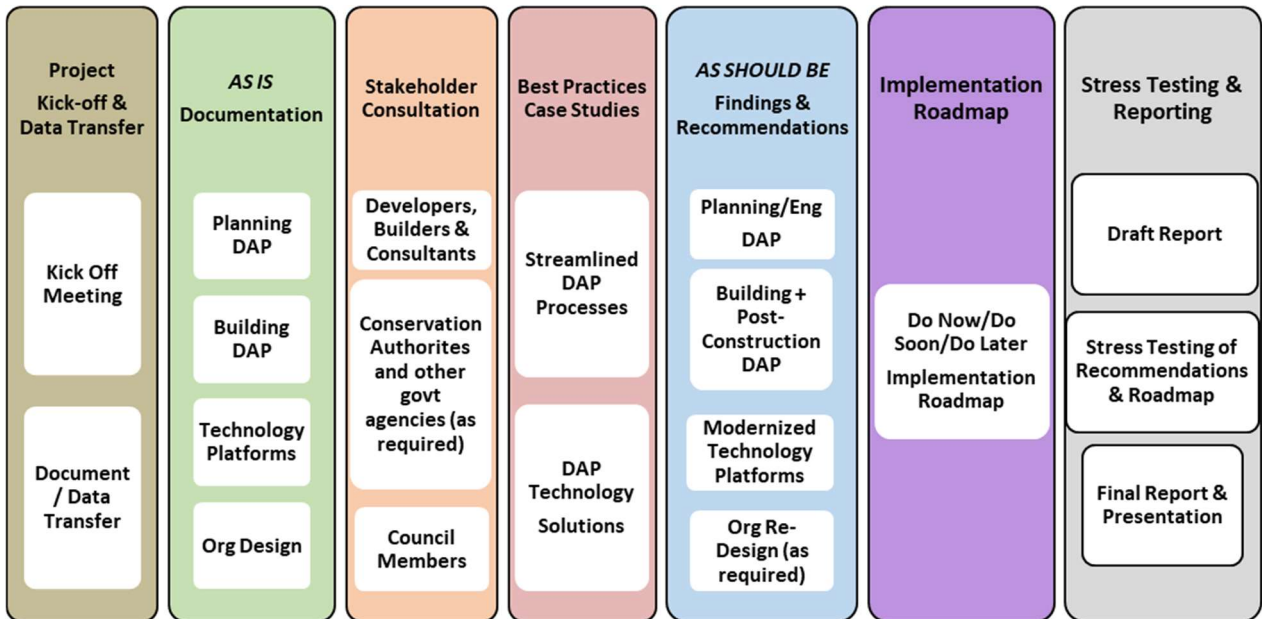 Project
Kick-off &
Data Transfer
Kick Off
Meeting
Document
/ Data
Transfer
AS IS
Documentation
Planning
DAP
Building
DAP
Technology
Platforms
Org Design
Stakeholder
Consultation
Developers,
Builders &
Consultants
Conservation
Authorites
and other
govt
agencies (as
required)
Council
Members
Best Practices
Case Studies
Streamlined
DAP
Processes
DAP
Technology
Solutions
AS SHOULD BE
Findings &
Recommendations
Planning/Eng
DAP
Building +
Post-
Construction
DAP
Modernized
Technology
Platforms
Org Re-
Design (as
required)
Implementation
Roadmap
Do Now/Do
Soon/Do Later
Implementation
Roadmap
Stress Testing &
Reporting
Draft Report
Stress Testing of
Recommendations
& Roadmap
Final Report &
Presentation